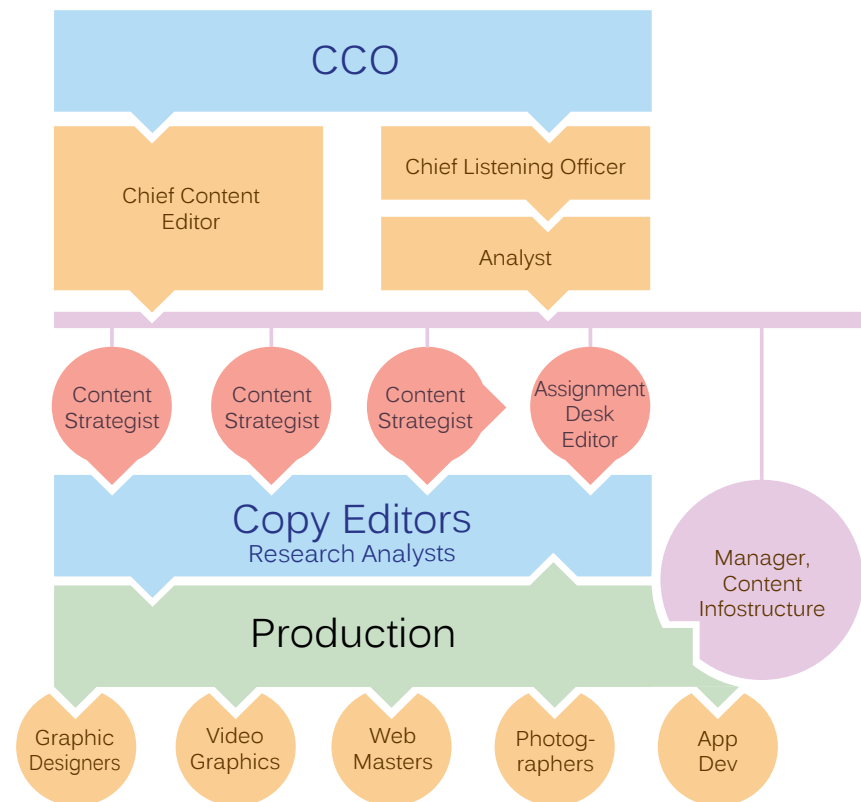 CCO
Chief Content
Editor
Chief Listening Officer
Analyst
Content
Strategist
Content
Strategist
Content
Strategist
Assignment
Desk
Editor
Copy Editors
Research Analysts
Manager,
Content
Infostructure
Production
Graphic
Designers
Video
Graphics
Web
Masters
Photog-
raphers
App
Dev